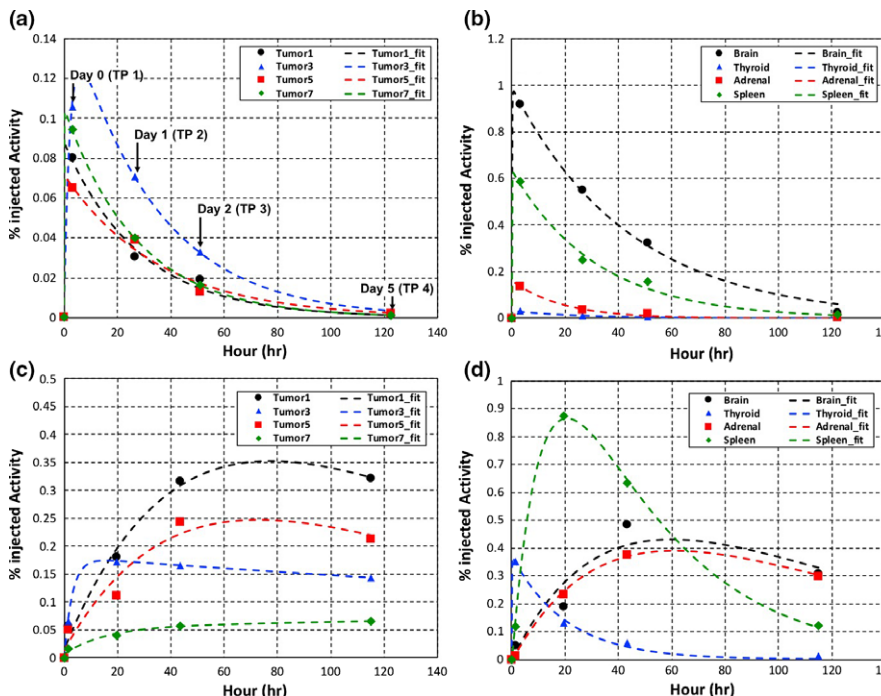 (a)
0.14
0.12
0.1
0.08
0.06
0.04
0.02
0
% injected Activity
Tumor1 Tumor1_fit
Tumor3 Tumor3_fit
Tumor5 Tumor5_fit
Tumor7 Tumor7_fit
Day 0 (TP 1)
Day 1 (TP 2)
Day 2 (TP 3)
Day 5 (TP 4)
0 20 40 60 80 100 120 140
Hour (hr)
(b)
1.2
1
0.8
0.6
0.4
0.2
0
% injected Activity
Brain Brain_fit
Thyroid Thyroid_fit
Adrenal Adrenal_fit
Spleen Spleen_fit
0 20 40 60 80 100 120
Hour (hr)
(c)
0.5
0.45
0.4
0.35
0.3
0.25
0.2
0.15
0.1
0.05
0
% injected Activity
Tumor1 Tumor1_fit
Tumor3 Tumor3_fit
Tumor5 Tumor5_fit
Tumor7 Tumor7_fit
0 20 40 60 80 100 120 140
Hour (hr)
(d)
1
0.9
0.8
0.7
0.6
0.5
0.4
0.3
0.2
0.1
0
% injected Activity
Brain Brain_fit
Thyroid Thyroid_fit
Adrenal Adrenal_fit
Spleen Spleen_fit
0 20 40 60 80 100 120
Hour (hr)